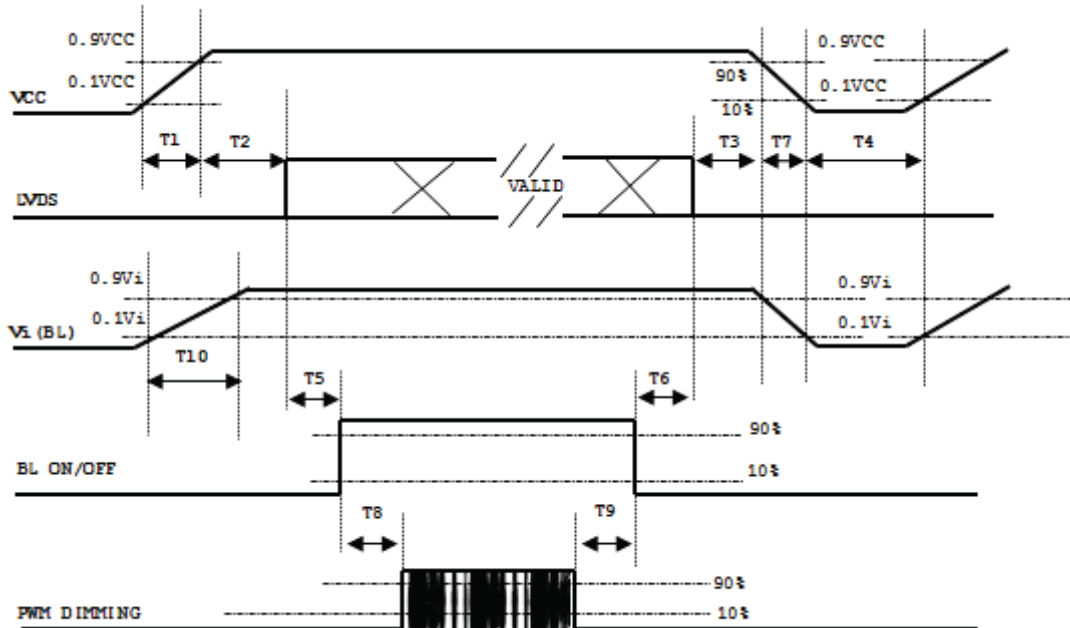 0.9VCC 0.9VCC
90%
0.1VCC 0.1VCC
VCC 10%
T1 T2 T3 T7 T4
VALID
LVDS
0.9Vi 0.9Vi
0.1Vi 0.1Vi
Vi(BL)
T10
T5 T6
90%
BL ON/OFF 10%
T8 T9
90%
PWM DIMMING 10%